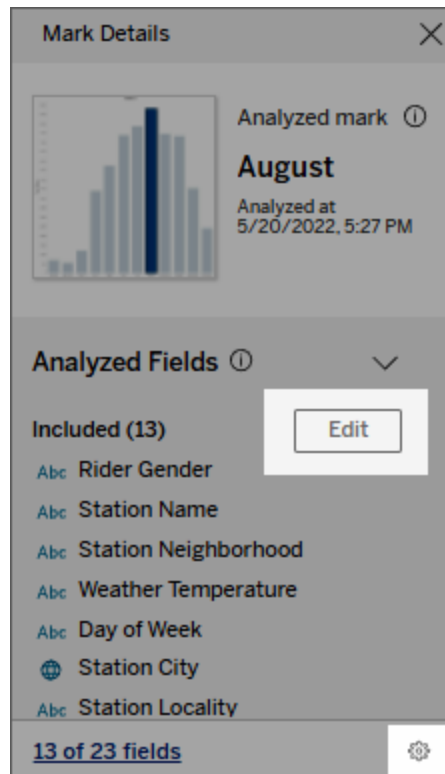 Mark Details
Analyzed mark
August
Analyzed at
5/20/2022, 5:27 PM
Analyzed Fields
Included (13)
Edit
Abc Rider Gender
Abc Station Name
Abc Station Neighborhood
Abc Weather Temperature
Abc Day of Week
Station City
Abc Station Locality
13 of 23 fields